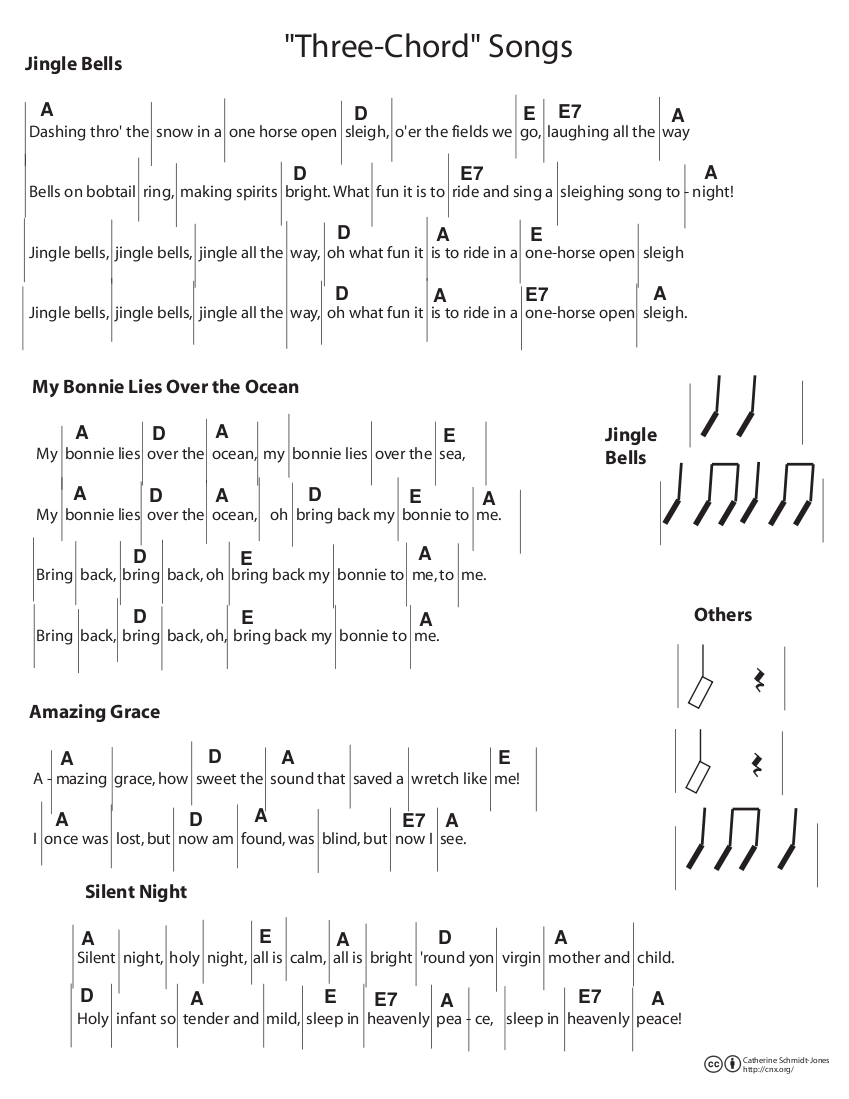 "Three-Chord" Songs
Jingle Bells
A D E E7 A
Dashing thro' the snow in a one horse open sleigh, o'er the fields we go, laughing all the way
D E7 A
Bells on bobtail ring, making spirits bright. What fun it is to ride and sing a sleighing song to - night!
D A E
Jingle bells, jingle bells, jingle all the way, oh what fun it is to ride in a one-horse open sleigh
D A E7 A
Jingle bells, jingle bells, jingle all the way, oh what fun it is to ride in a one-horse open sleigh.
My Bonnie Lies Over the Ocean
A D A E
My bonnie lies over the ocean, my bonnie lies over the sea,
A D A D E A
My bonnie lies over the ocean, oh bring back my bonnie to me.
D E A
Bring back, bring back, oh bring back my bonnie to me, to me.
D E A
Bring back, bring back, oh, bring back my bonnie to me.
Jingle
Bells
Others
Amazing Grace
A D A E
A - mazing grace, how sweet the sound that saved a wretch like me!
A D A E7 A
I once was lost, but now am found, was blind, but now I see.
Silent Night
A E A D A
Silent night, holy night, all is calm, all is bright 'round yon virgin mother and child.
D A E E7 A E7 A
Holy infant so tender and mild, sleep in heavenly pea - ce, sleep in heavenly peace!
cc Catherine Schmidt-Jones
http://cnx.org/